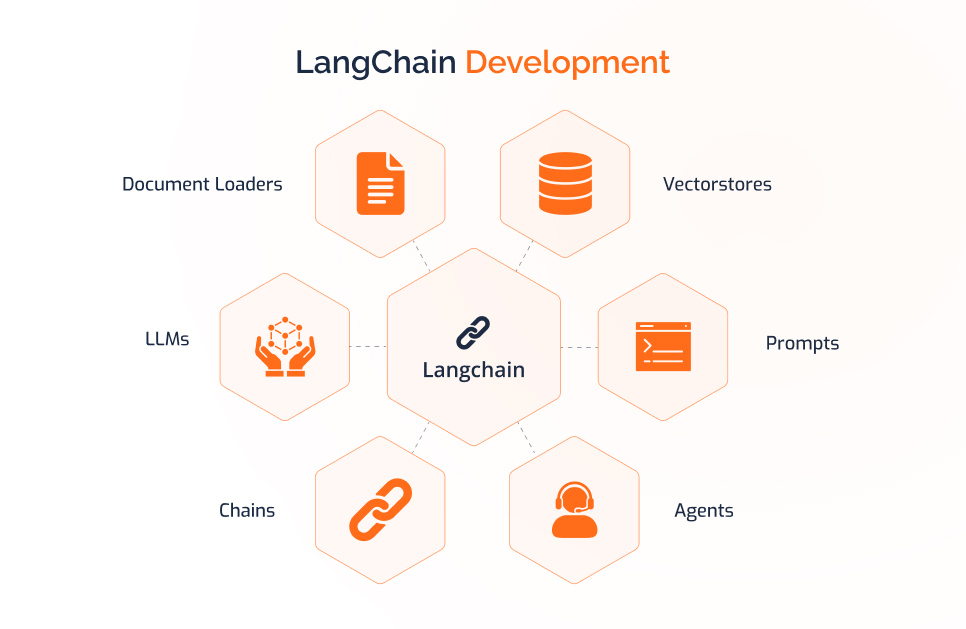 LangChain Development
Document Loaders
Vectorstores
LLMs
Langchain
Prompts
Chains
Agents